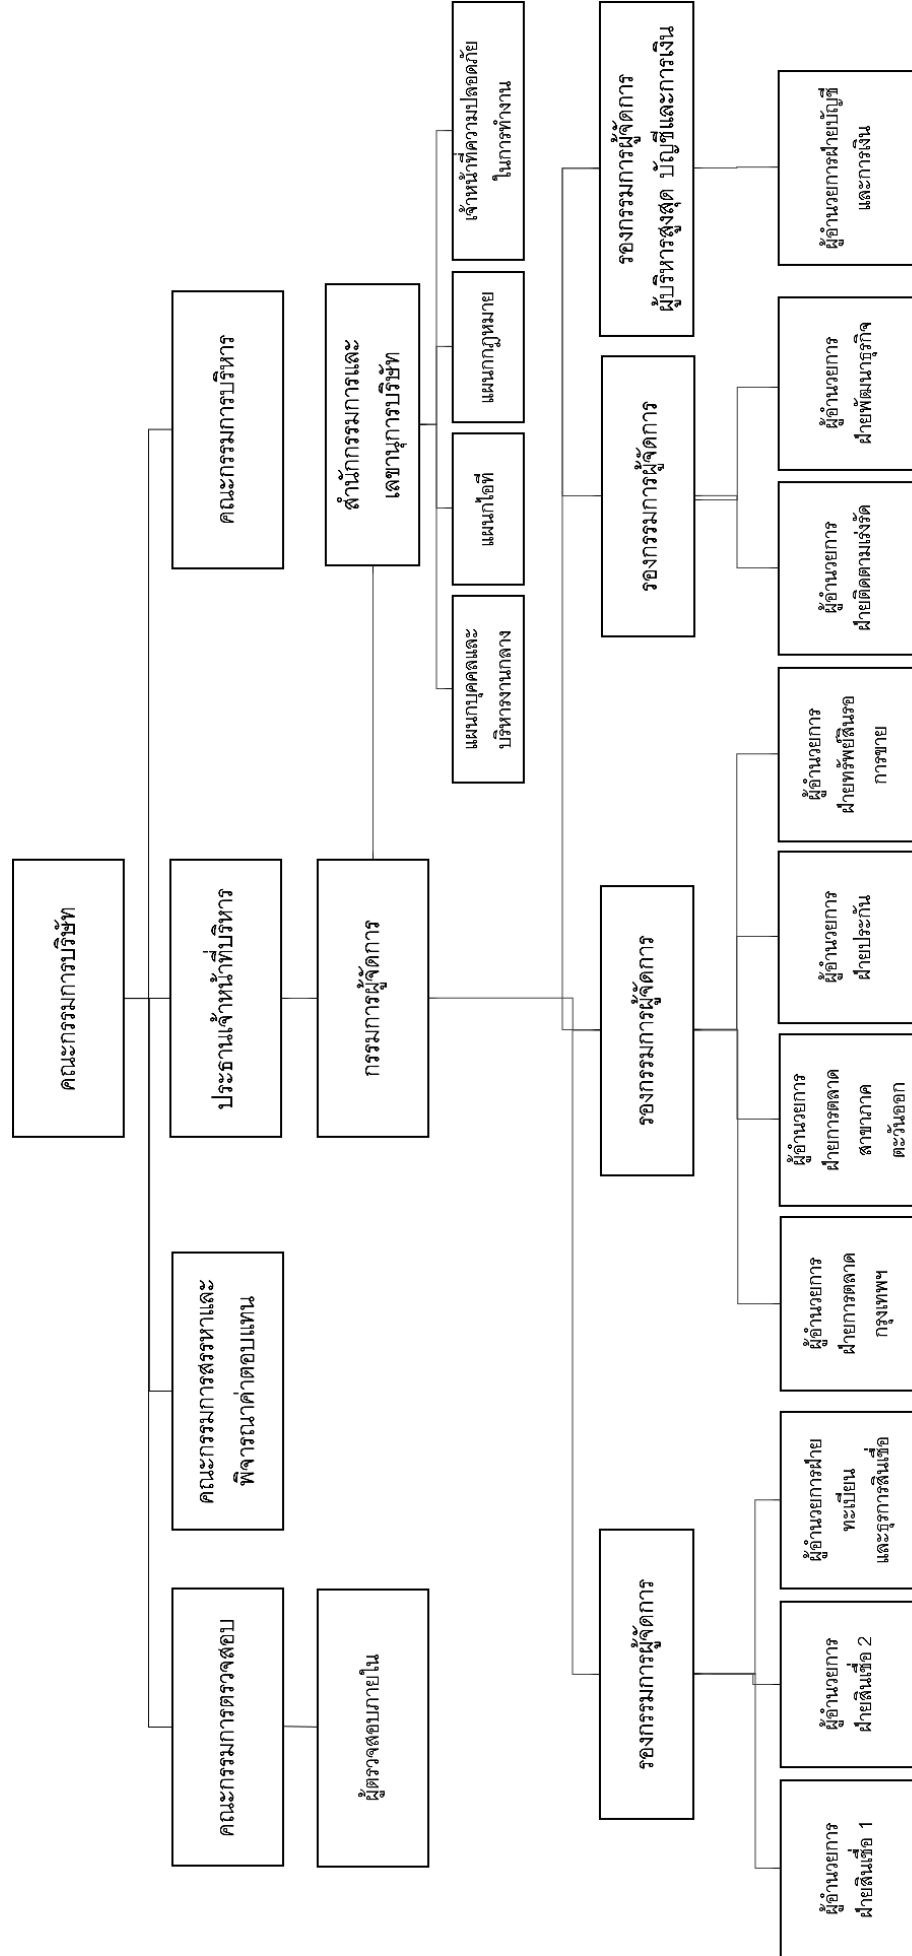 คณะกรรมการบริษัท
คณะกรรมการตรวจสอบ
คณะกรรมการสรรหาและ
พิจารณาค่าตอบแทน
ประธานเจ้าหน้าที่บริหาร
คณะกรรมการบริหาร
ผู้ตรวจสอบภายใน
กรรมการผู้จัดการ
สำนักกรรมการและ
เลขานุการบริษัท
แผนกบุคคลและ
บริหารงานกลาง
แผนกไอที
แผนกกฎหมาย
เจ้าหน้าที่ความปลอดภัย
ในการทำงาน
รองกรรมการผู้จัดการ
รองกรรมการผู้จัดการ
รองกรรมการผู้จัดการ
รองกรรมการผู้จัดการ
ผู้บริหารสูงสุด บัญชีและการเงิน
ผู้อำนวยการ
ฝ่ายสินเชื่อ 1
ผู้อำนวยการ
ฝ่ายสินเชื่อ 2
ผู้อำนวยการฝ่าย
ทะเบียน
และธุรการสินเชื่อ
ผู้อำนวยการ
ฝ่ายการตลาด
กรุงเทพฯ
ผู้อำนวยการ
ฝ่ายการตลาด
สาขาภาค
ตะวันออก
ผู้อำนวยการ
ฝ่ายประกัน
ผู้อำนวยการ
ฝ่ายทรัพย์สินรอ
การขาย
ผู้อำนวยการ
ฝ่ายติดตามเร่งรัด
ผู้อำนวยการ
ฝ่ายพัฒนาธุรกิจ
ผู้อำนวยการฝ่ายบัญชี
และการเงิน